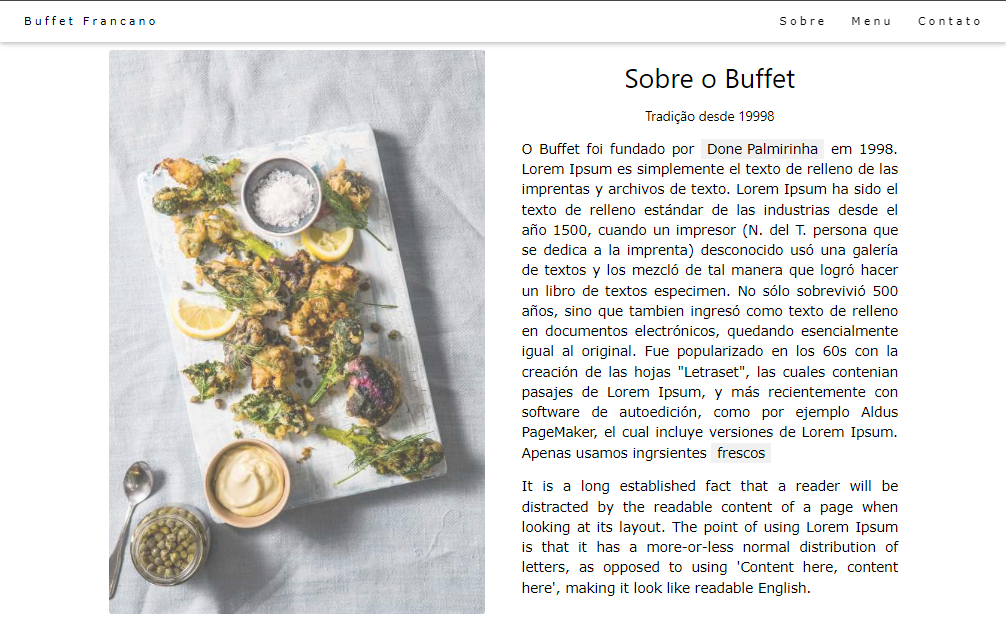 Buffet Francano
Sobre Menu Contato
Sobre o Buffet
Tradição desde 19998
O Buffet foi fundado por Done Palmirinha em 1998.
Lorem Ipsum es simplemente el texto de relleno de las
imprentas y archivos de texto. Lorem Ipsum ha sido el
texto de relleno estándar de las industrias desde el
año 1500, cuando un impresor (N. del T. persona que
se dedica a la imprenta) desconocido usó una galería
de textos y los mezcló de tal manera que logró hacer
un libro de textos especimen. No sólo sobrevivió 500
años, sino que tambien ingresó como texto de relleno
en documentos electrónicos, quedando esencialmente
igual al original. Fue popularizado en los 60s con la
creación de las hojas "Letraset", las cuales contenian
pasajes de Lorem Ipsum, y más recientemente con
software de autoedición, como por ejemplo Aldus
PageMaker, el cual incluye versiones de Lorem Ipsum.
Apenas usamos ingrsientes frescos
It is a long established fact that a reader will be
distracted by the readable content of a page when
looking at its layout. The point of using Lorem Ipsum
is that it has a more-or-less normal distribution of
letters, as opposed to using 'Content here, content
here', making it look like readable English.